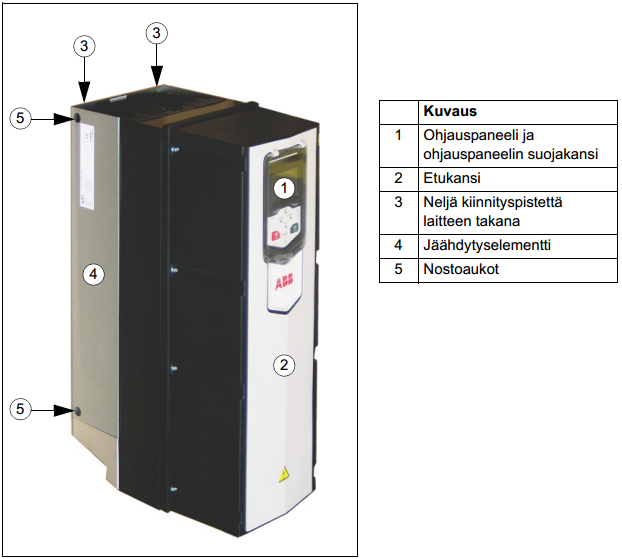 3
3
5
1
ABB
4
2
5
Kuvaus
1 Ohjauspaneeli ja
ohjauspaneelin suojakansi
2 Etukansi
3 Neljä kiinnityspistettä
laitteen takana
4 Jäähdytyselementti
5 Nostoaukot